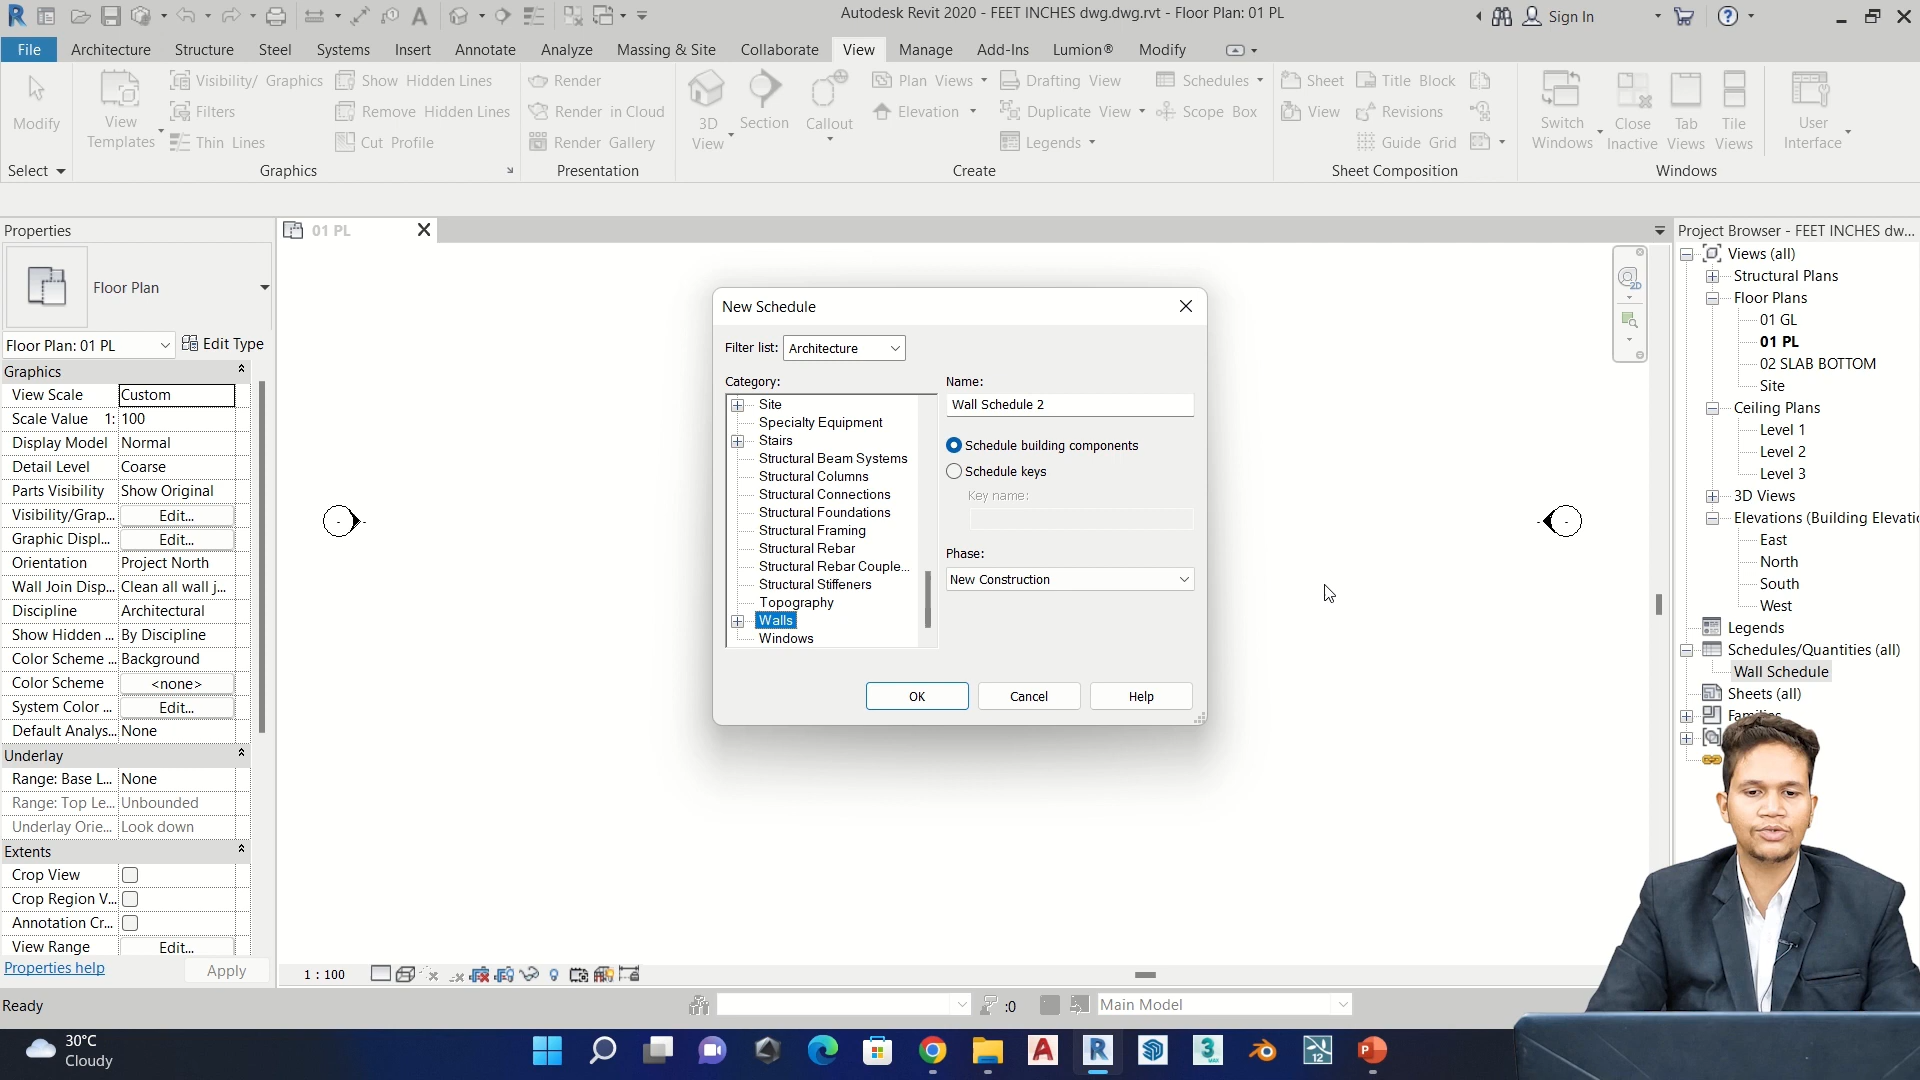 Autodesk Revit 2020 - FEET INCHES dwg.dwg.rvt - Floor Plan: 01 PL
Sign In
File Architecture Structure Steel Systems Insert Annotate Analyze Massing & Site Collaborate View Manage Add-Ins Lumion® Modify
Modify
View Templates
Visibility/ Graphics
Filters
Thin Lines
Show Hidden Lines
Remove Hidden Lines
Cut Profile
Render
Render in Cloud
Render Gallery
3D View
Section
Callout
Plan Views
Elevation
Drafting View
Duplicate View
Legends
Schedules
Scope Box
Sheet
View
Title Block
Revisions
Guide Grid
Switch Windows
Close Inactive
Tab Views
Tile Views
User Interface
Select
Graphics
Presentation
Create
Sheet Composition
Windows
Properties
Floor Plan
Floor Plan: 01 PL
Edit Type
Graphics
View Scale Custom
Scale Value 1: 100
Display Model Normal
Detail Level Coarse
Parts Visibility Show Original
Visibility/Grap... Edit...
Graphic Displ... Edit...
Orientation Project North
Wall Join Disp... Clean all wall j...
Discipline Architectural
Show Hidden ... By Discipline
Color Scheme ... Background
Color Scheme <none>
System Color ... Edit...
Default Analys... None
Underlay
Range: Base L... None
Range: Top Le... Unbounded
Underlay Orie... Look down
Extents
Crop View
Crop Region V...
Annotation Cr...
View Range Edit...
Properties help
Apply
01 PL
New Schedule
Filter list: Architecture
Category:
Site
Specialty Equipment
Stairs
Structural Beam Systems
Structural Columns
Structural Connections
Structural Foundations
Structural Framing
Structural Rebar
Structural Rebar Couple...
Structural Stiffeners
Topography
Walls
Windows
Name:
Wall Schedule 2
Schedule building components
Schedule keys
Key name:
Phase:
New Construction
OK
Cancel
Help
2D
Project Browser - FEET INCHES dw...
Views (all)
Structural Plans
Floor Plans
01 GL
01 PL
02 SLAB BOTTOM
Site
Ceiling Plans
Level 1
Level 2
Level 3
3D Views
Elevations (Building Elevatio
East
North
South
West
Legends
Schedules/Quantities (all)
Wall Schedule
Sheets (all)
Families
1 : 100
Ready
:0
Main Model
30°C
Cloudy